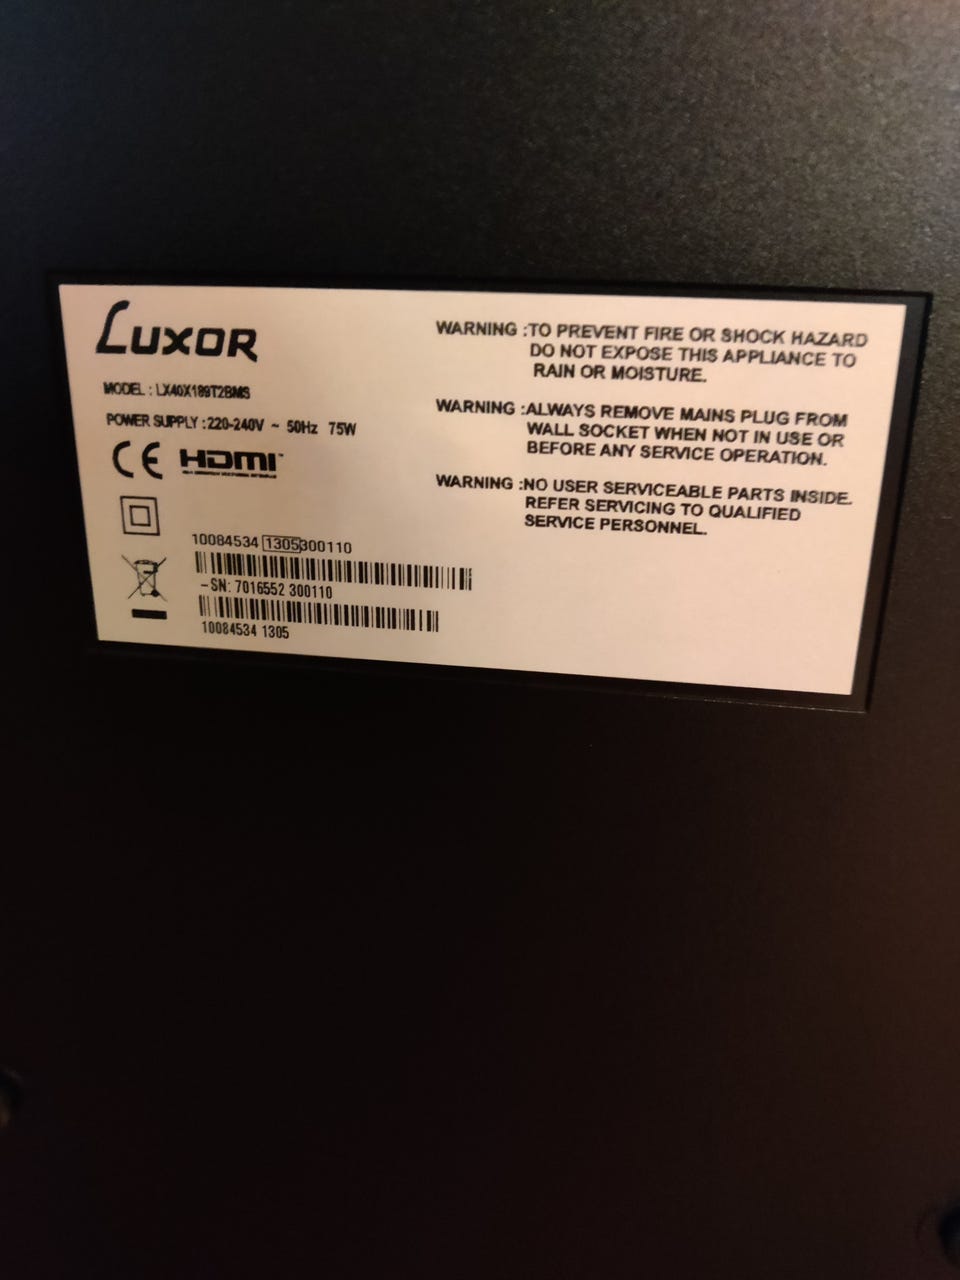 LUXOR
MODEL : LX40X189T2BMS
POWER SUPPLY : 220-240V ~ 50Hz 75W
CE HDMI™
10084534 1305300110
-SN: 7016552 300110
10084534 1305
WARNING :TO PREVENT FIRE OR SHOCK HAZARD
DO NOT EXPOSE THIS APPLIANCE TO
RAIN OR MOISTURE.
WARNING :ALWAYS REMOVE MAINS PLUG FROM
WALL SOCKET WHEN NOT IN USE OR
BEFORE ANY SERVICE OPERATION.
WARNING :NO USER SERVICEABLE PARTS INSIDE.
REFER SERVICING TO QUALIFIED
SERVICE PERSONNEL.